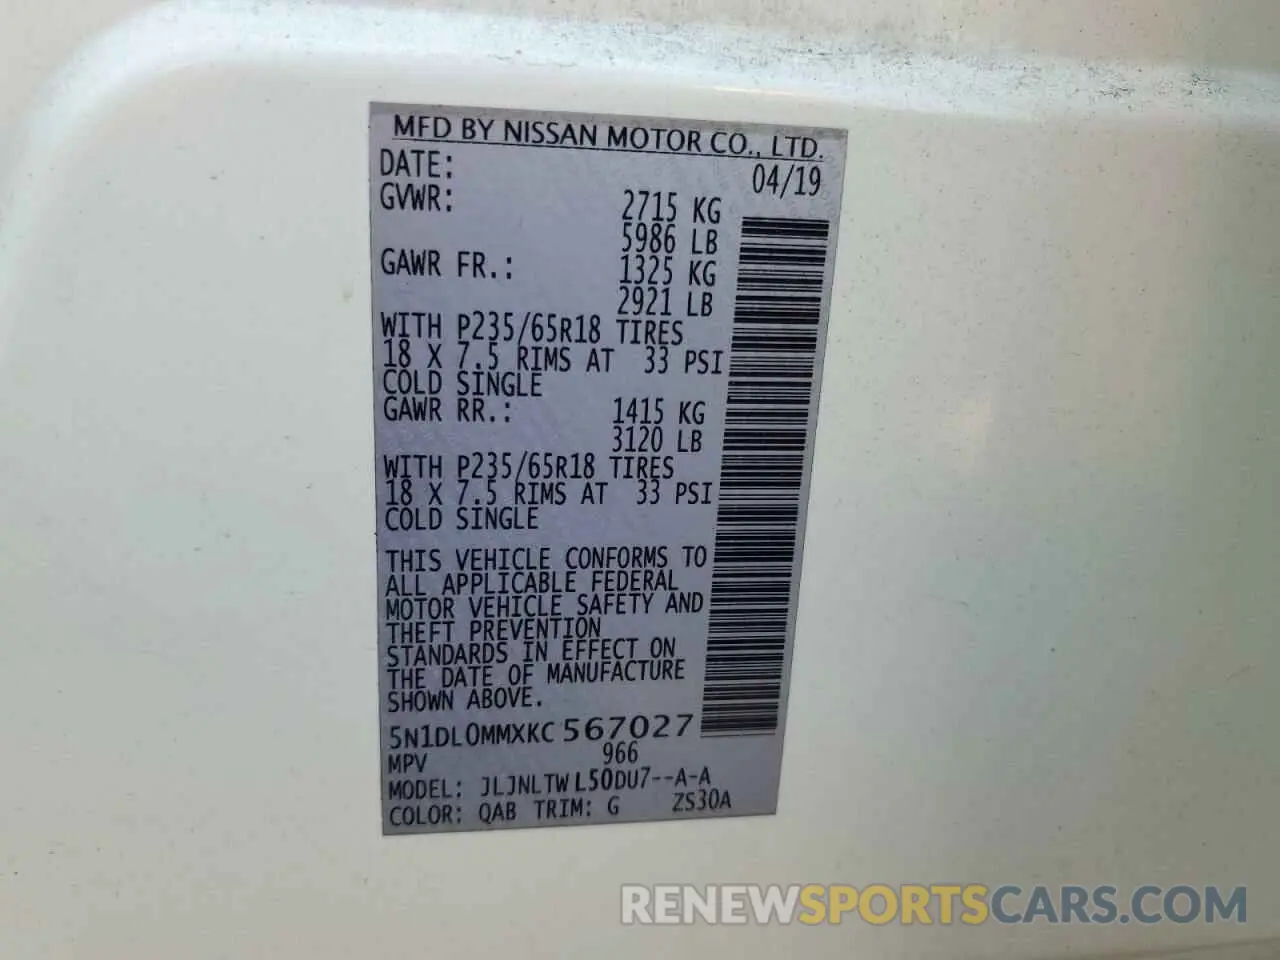 MFD BY NISSAN MOTOR CO., LTD.
DATE: 04/19
GVWR: 2715 KG
5986 LB
GAWR FR.: 1325 KG
2921 LB
WITH P235/65R18 TIRES
18 X 7.5 RIMS AT 33 PSI
COLD SINGLE
GAWR RR.: 1415 KG
3120 LB
WITH P235/65R18 TIRES
18 X 7.5 RIMS AT 33 PSI
COLD SINGLE
THIS VEHICLE CONFORMS TO
ALL APPLICABLE FEDERAL
MOTOR VEHICLE SAFETY AND
THEFT PREVENTION
STANDARDS IN EFFECT ON
THE DATE OF MANUFACTURE
SHOWN ABOVE.
5N1DL0MMXKC 567027
MPV 966
MODEL: JLJNLTW L50DU7--A-A
COLOR: QAB TRIM: G ZS30A
RENEWSPORTSCARS.COM